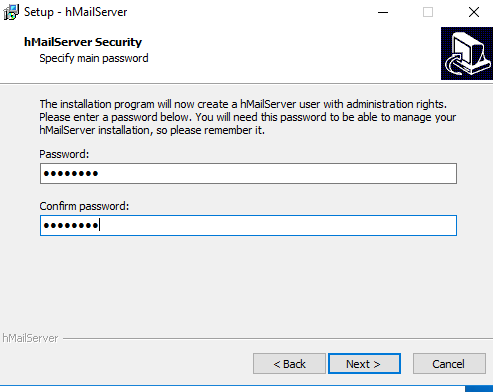 Setup - hMailServer
hMailServer Security
Specify main password
The installation program will now create a hMailServer user with administration rights.
Please enter a password below. You will need this password to be able to manage your
hMailServer installation, so please remember it.
Password:
●●●●●●●●
Confirm password:
●●●●●●●●
hMailServer
< Back
Next >
Cancel